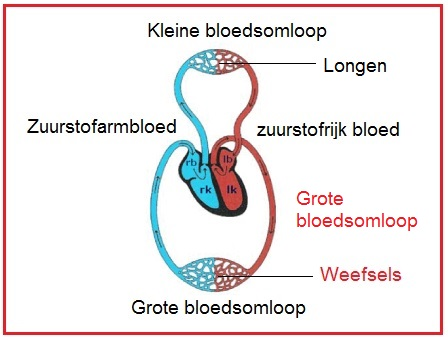 Kleine bloedsomloop
Longen
Zuurstofarmbloed
zuurstofrijk bloed
rb
lb
rk
lk
Grote
bloedsomloop
Weefsels
Grote bloedsomloop